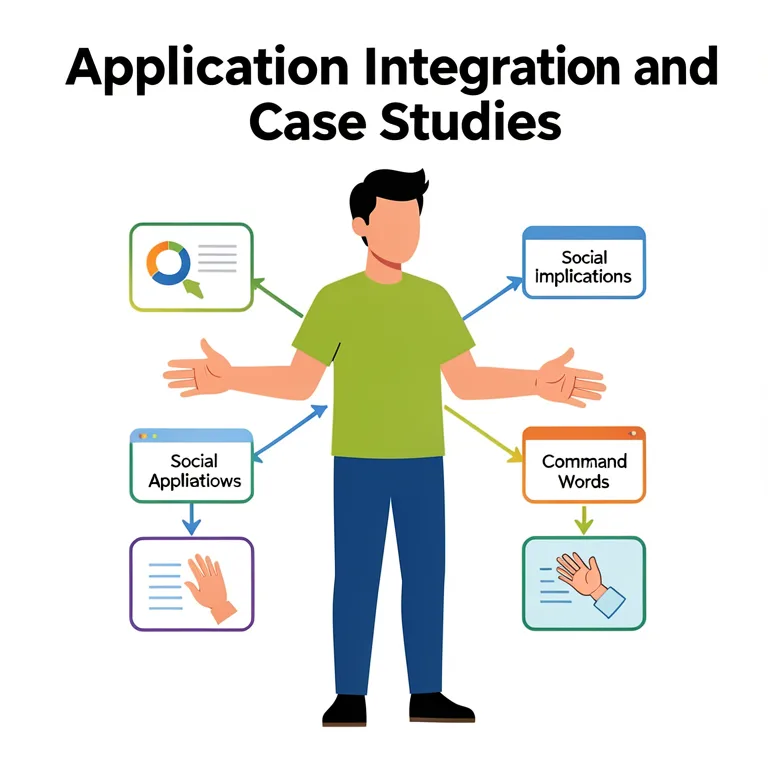 Application Integration and
Case Studies
Social
implications
Social
Appliatiows
Command
Words